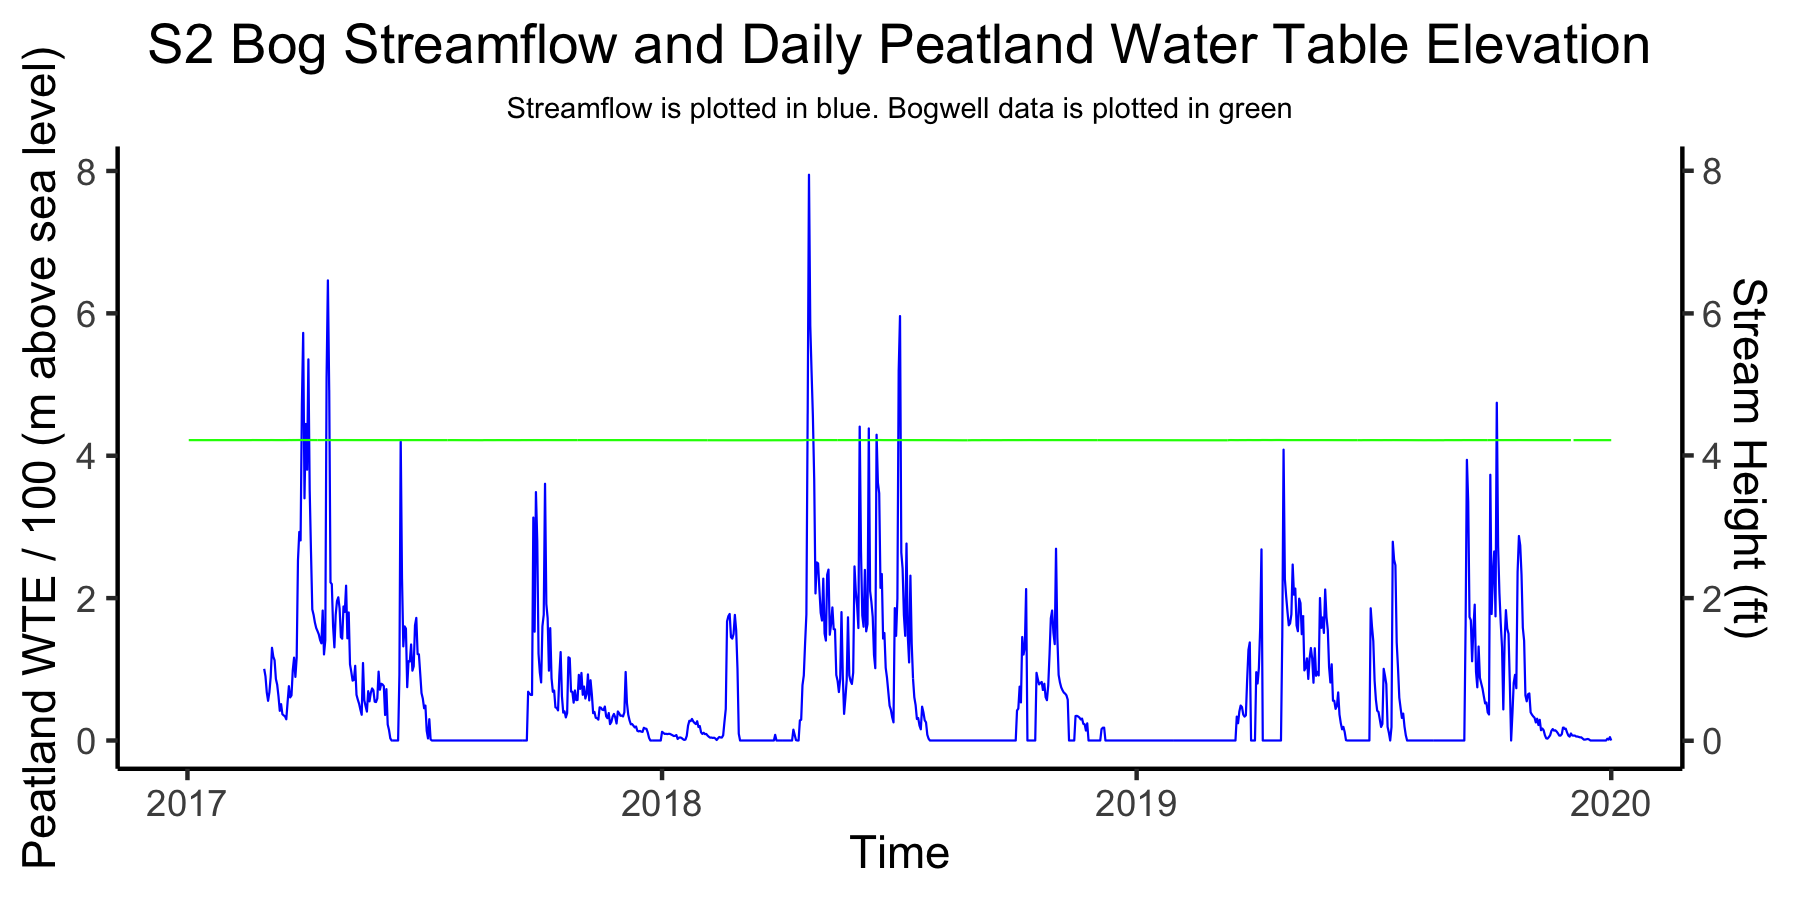 S2 Bog Streamflow and Daily Peatland Water Table Elevation
Streamflow is plotted in blue. Bogwell data is plotted in green
Peatland WTE / 100 (m above sea level)
8
6
4
2
0
8
6
4
2
0
Stream Height (ft)
2017
2018
2019
2020
Time